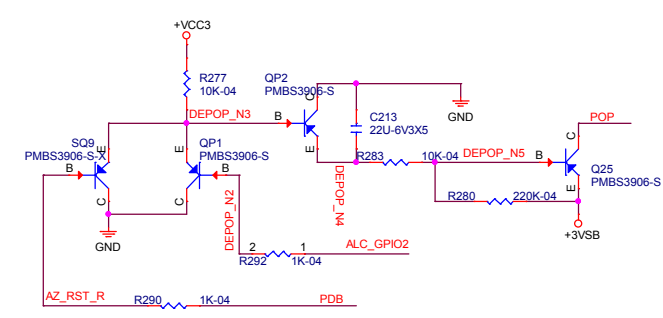 +VCC3
R277
10K-04
QP2
PMBS3906-S
C
B
E
DEPOP_N3
C213
22U-6V3X5
GND
POP
SQ9
PMBS3906-S-X
E
B
C
QP1
PMBS3906-S
E
B
C
R283
10K-04
DEPOP_N5
B
C
E
Q25
PMBS3906-S
R280
220K-04
+3VSB
DEPOP_N4
DEPOP_N2
GND
2
1
ALC_GPIO2
R292
1K-04
AZ_RST_R
R290
1K-04
PDB